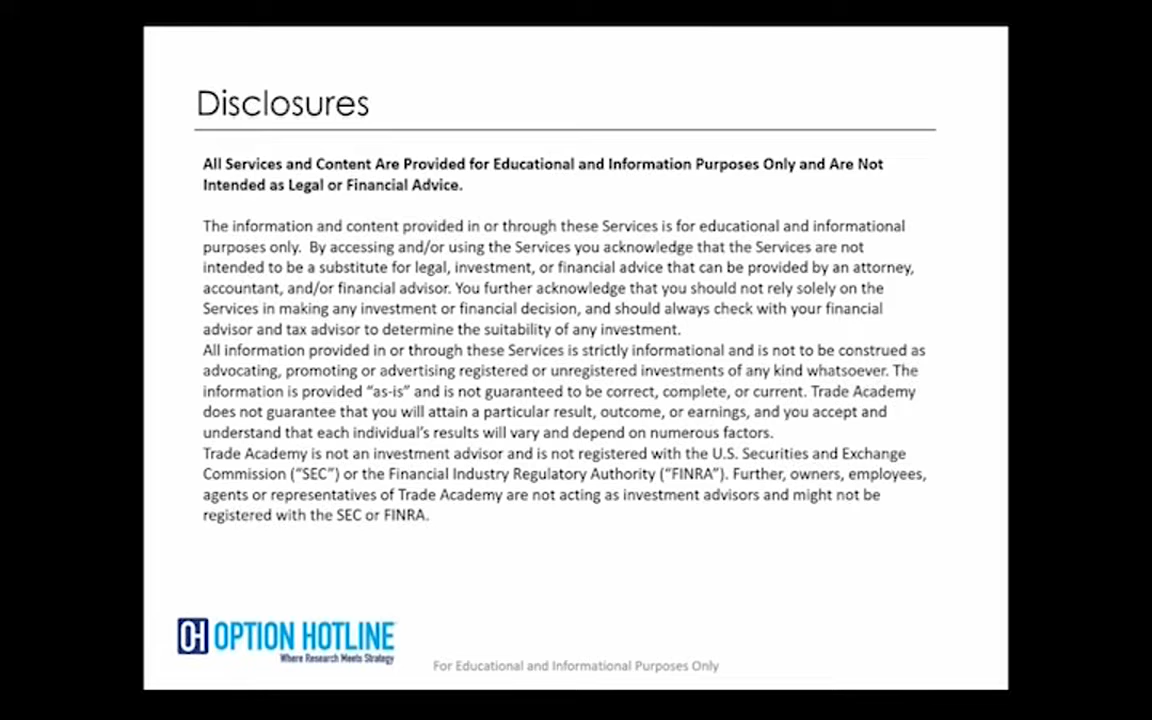 Disclosures
All Services and Content Are Provided for Educational and Information Purposes Only and Are Not
Intended as Legal or Financial Advice.
The information and content provided in or through these Services is for educational and informational
purposes only.  By accessing and/or using the Services you acknowledge that the Services are not
intended to be a substitute for legal, investment, or financial advice that can be provided by an attorney,
accountant, and/or financial advisor. You further acknowledge that you should not rely solely on the
Services in making any investment or financial decision, and should always check with your financial
advisor and tax advisor to determine the suitability of any investment.
All information provided in or through these Services is strictly informational and is not to be construed as
advocating, promoting or advertising registered or unregistered investments of any kind whatsoever. The
information is provided “as-is” and is not guaranteed to be correct, complete, or current. Trade Academy
does not guarantee that you will attain a particular result, outcome, or earnings, and you accept and
understand that each individual’s results will vary and depend on numerous factors.
Trade Academy is not an investment advisor and is not registered with the U.S. Securities and Exchange
Commission (“SEC”) or the Financial Industry Regulatory Authority (“FINRA”). Further, owners, employees,
agents or representatives of Trade Academy are not acting as investment advisors and might not be
registered with the SEC or FINRA.
OH OPTION HOTLINE
Where Research Meets Strategy
For Educational and Informational Purposes Only